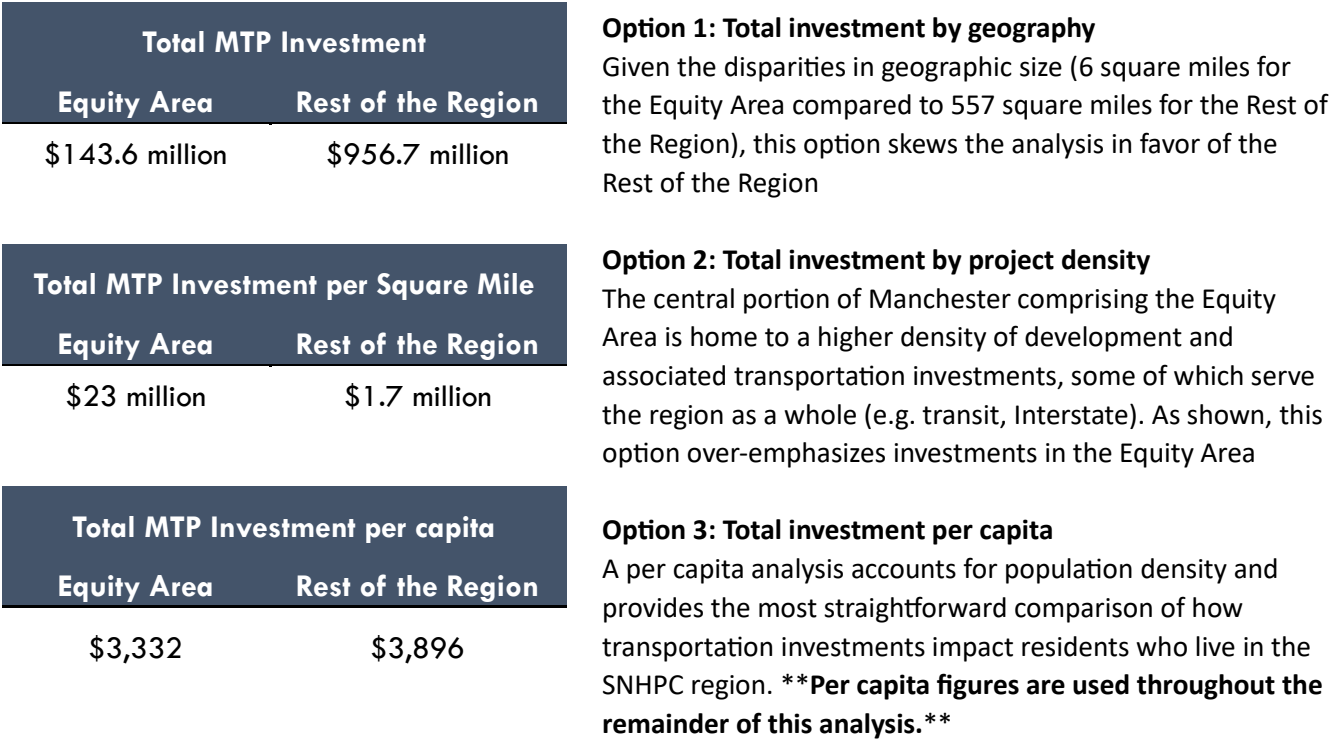 Total MTP Investment
Equity Area Rest of the Region
$143.6 million $956.7 million
Option 1: Total investment by geography
Given the disparities in geographic size (6 square miles for
the Equity Area compared to 557 square miles for the Rest of
the Region), this option skews the analysis in favor of the
Rest of the Region
Total MTP Investment per Square Mile
Equity Area Rest of the Region
$23 million $1.7 million
Option 2: Total investment by project density
The central portion of Manchester comprising the Equity
Area is home to a higher density of development and
associated transportation investments, some of which serve
the region as a whole (e.g. transit, Interstate). As shown, this
option over-emphasizes investments in the Equity Area
Total MTP Investment per capita
Equity Area Rest of the Region
$3,332 $3,896
Option 3: Total investment per capita
A per capita analysis accounts for population density and
provides the most straightforward comparison of how
transportation investments impact residents who live in the
SNHPC region. **Per capita figures are used throughout the
remainder of this analysis.**